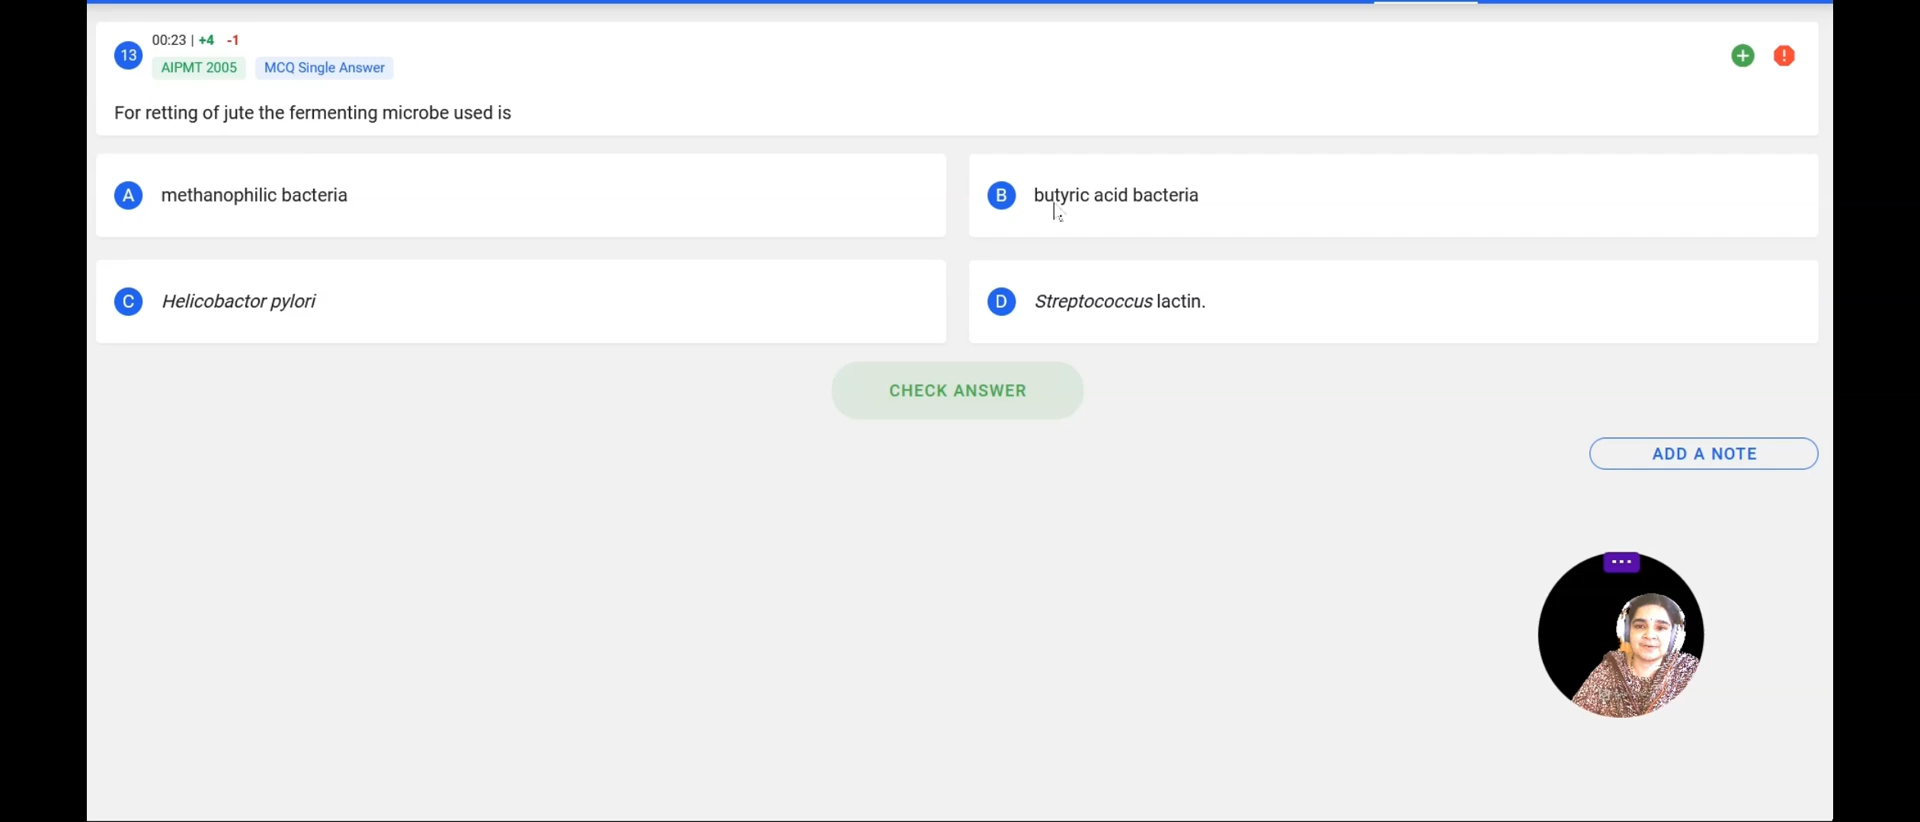 13
00:23 | +4 -1
AIPMT 2005 MCQ Single Answer
For retting of jute the fermenting microbe used is
A methanophilic bacteria
B butyric acid bacteria
C Helicobactor pylori
D Streptococcus lactin.
CHECK ANSWER
ADD A NOTE